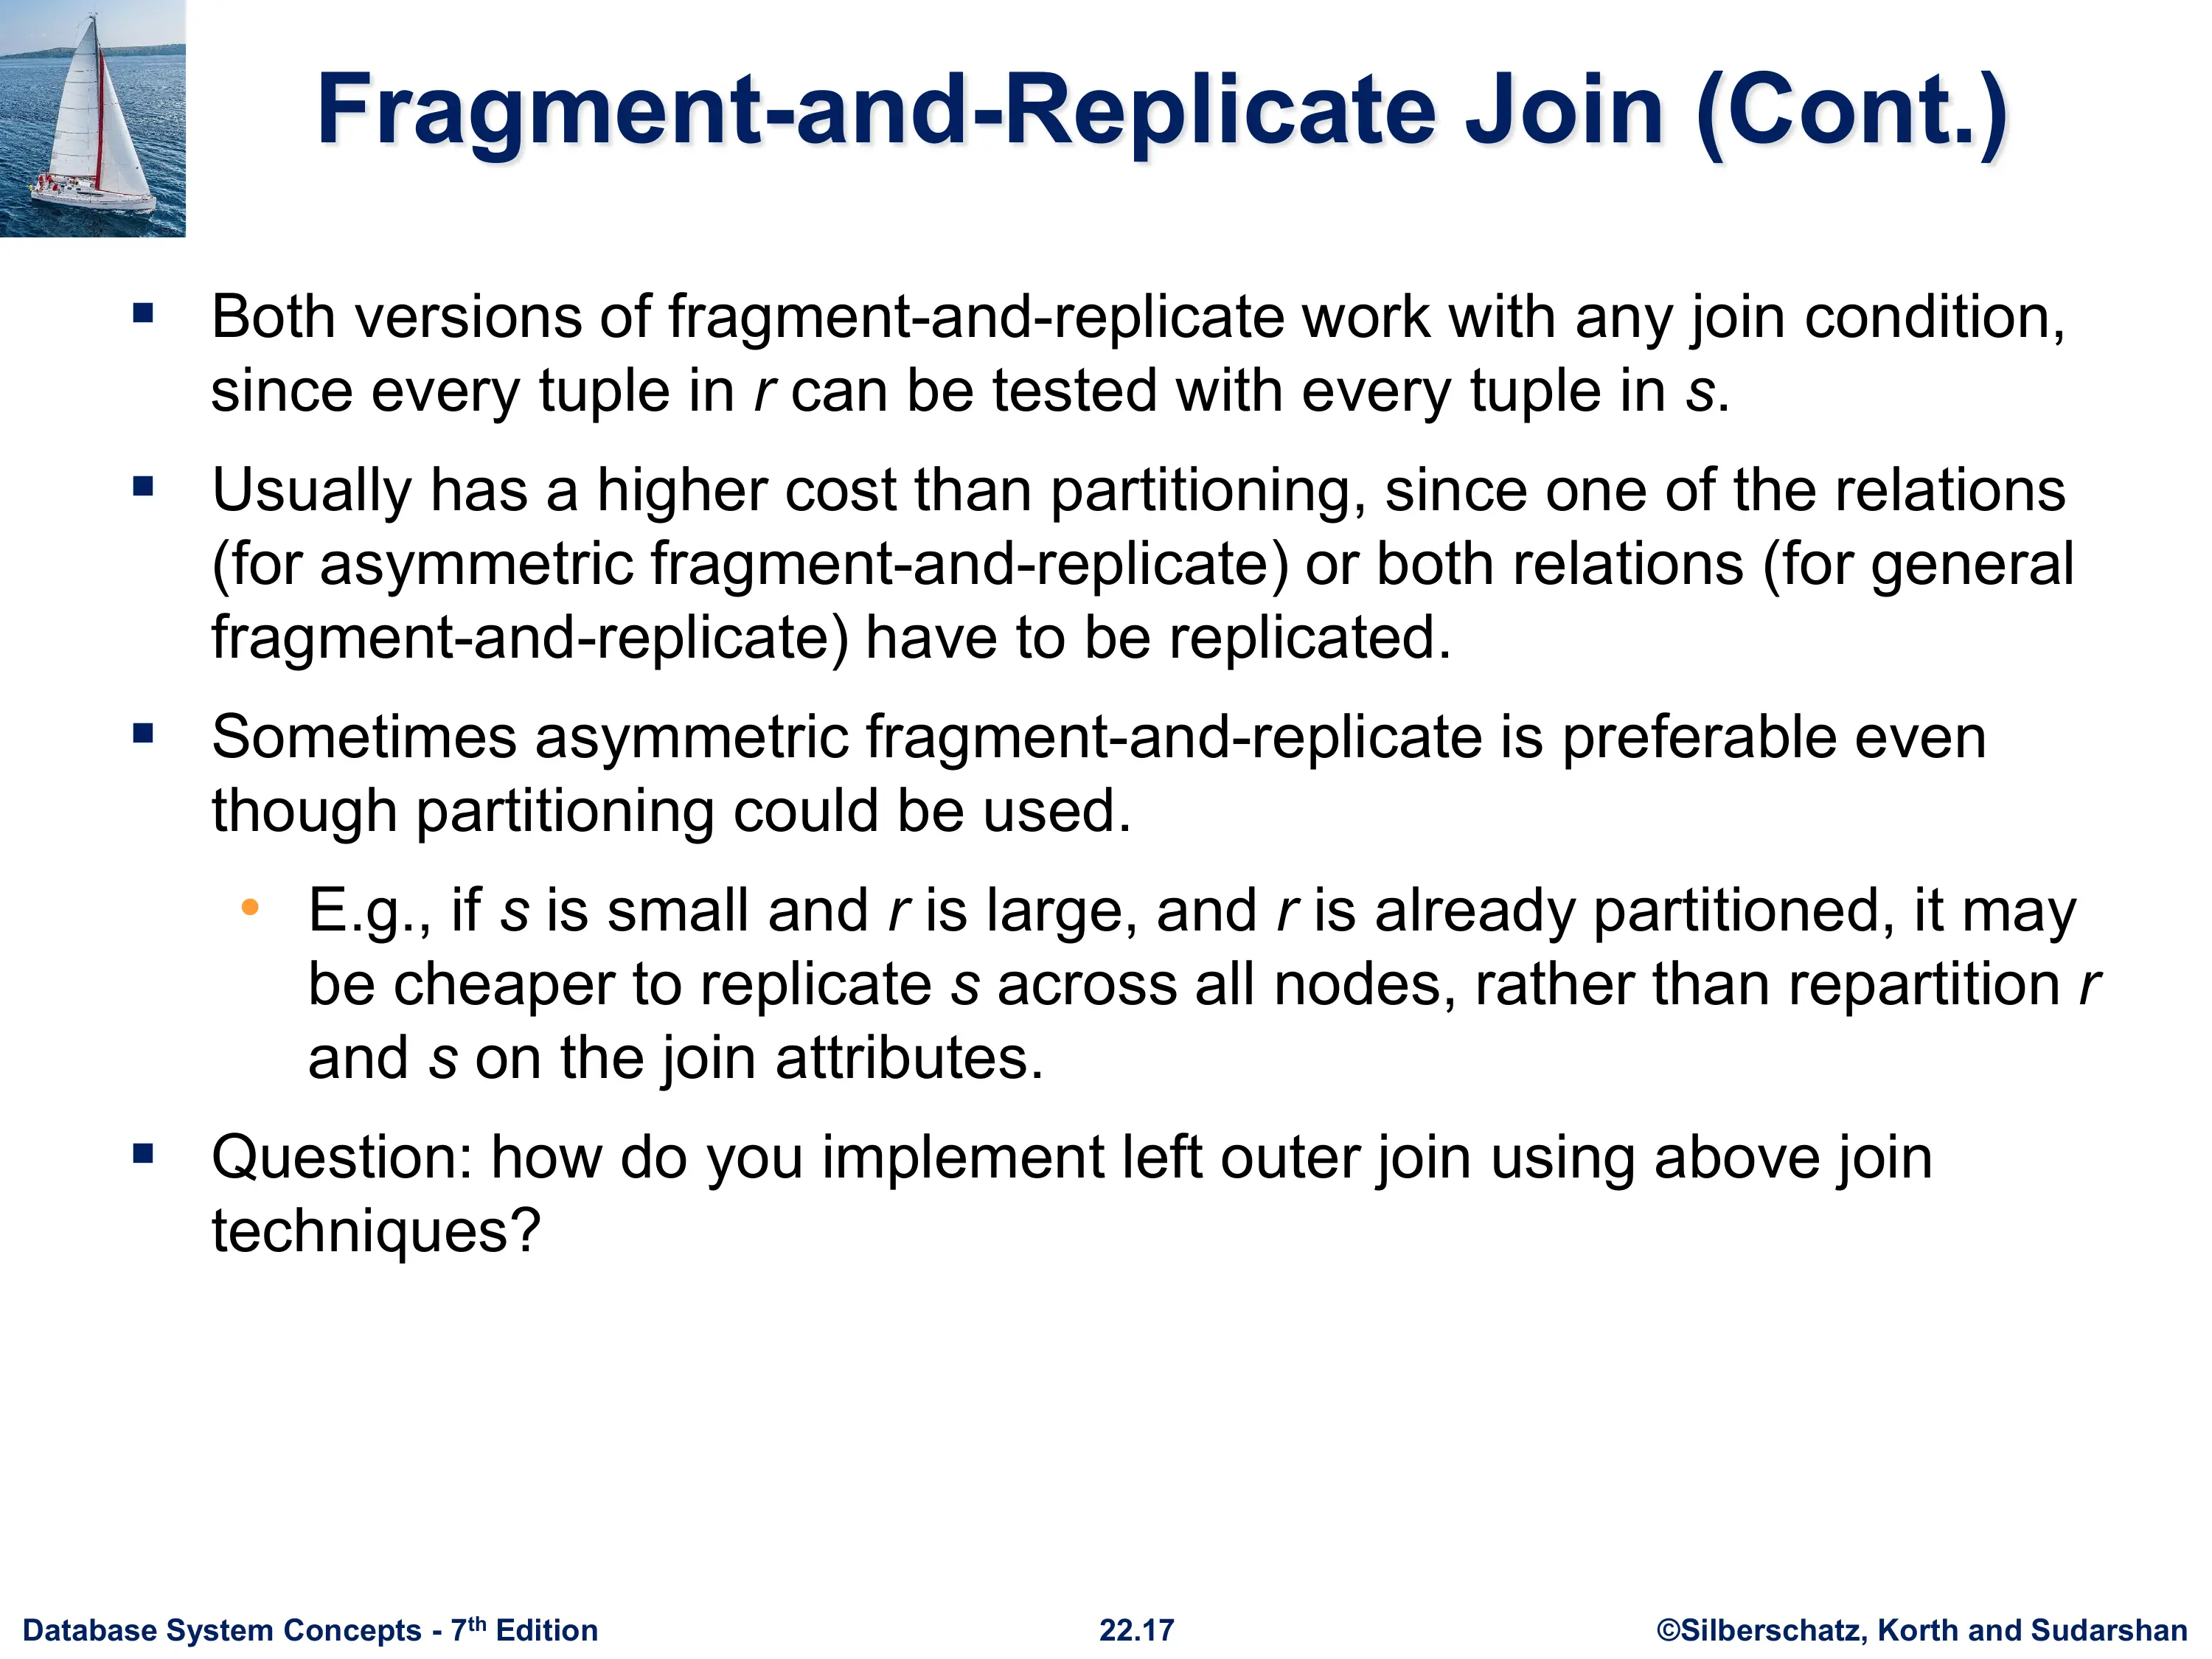 Fragment-and-Replicate Join (Cont.)
▪ Both versions of fragment-and-replicate work with any join condition,
since every tuple in r can be tested with every tuple in s.
▪ Usually has a higher cost than partitioning, since one of the relations
(for asymmetric fragment-and-replicate) or both relations (for general
fragment-and-replicate) have to be replicated.
▪ Sometimes asymmetric fragment-and-replicate is preferable even
though partitioning could be used.
• E.g., if s is small and r is large, and r is already partitioned, it may
be cheaper to replicate s across all nodes, rather than repartition r
and s on the join attributes.
▪ Question: how do you implement left outer join using above join
techniques?
Database System Concepts - 7th Edition 22.17 ©Silberschatz, Korth and Sudarshan